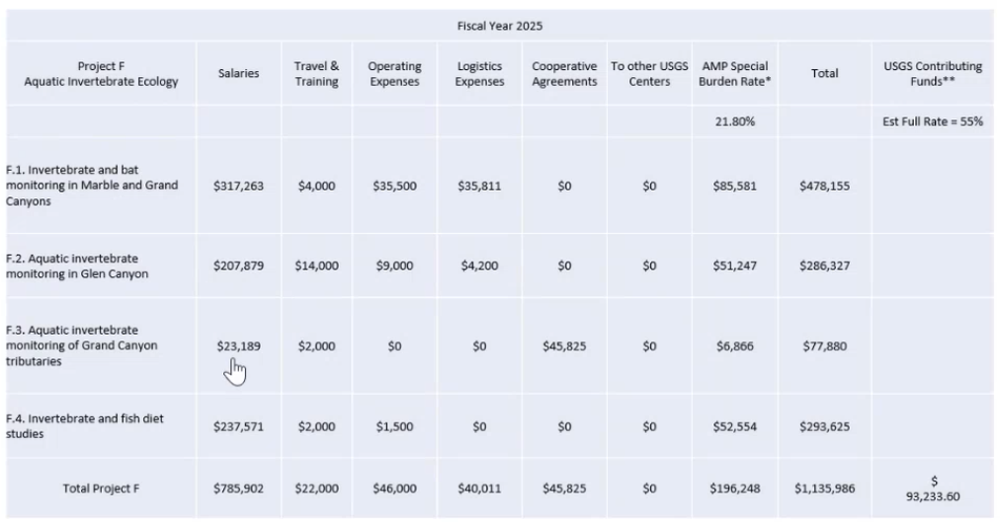 Fiscal Year 2025
Project F
Aquatic Invertebrate Ecology
Salaries
Travel &
Training
Operating
Expenses
Logistics
Expenses
Cooperative
Agreements
To other USGS
Centers
AMP Special
Burden Rate*
Total
USGS Contributing
Funds**
21.80%
Est Full Rate = 55%
F.1. Invertebrate and bat
monitoring in Marble and Grand
Canyons
$317,263
$4,000
$35,500
$35,811
$0
$0
$85,581
$478,155
F.2. Aquatic invertebrate
monitoring in Glen Canyon
$207,879
$14,000
$9,000
$4,200
$0
$0
$51,247
$286,327
F.3. Aquatic invertebrate
monitoring of Grand Canyon
tributaries
$23,189
$2,000
$0
$0
$45,825
$0
$6,866
$77,880
F.4. Invertebrate and fish diet
studies
$237,571
$2,000
$1,500
$0
$0
$0
$52,554
$293,625
Total Project F
$785,902
$22,000
$46,000
$40,011
$45,825
$0
$196,248
$1,135,986
$
93,233.60